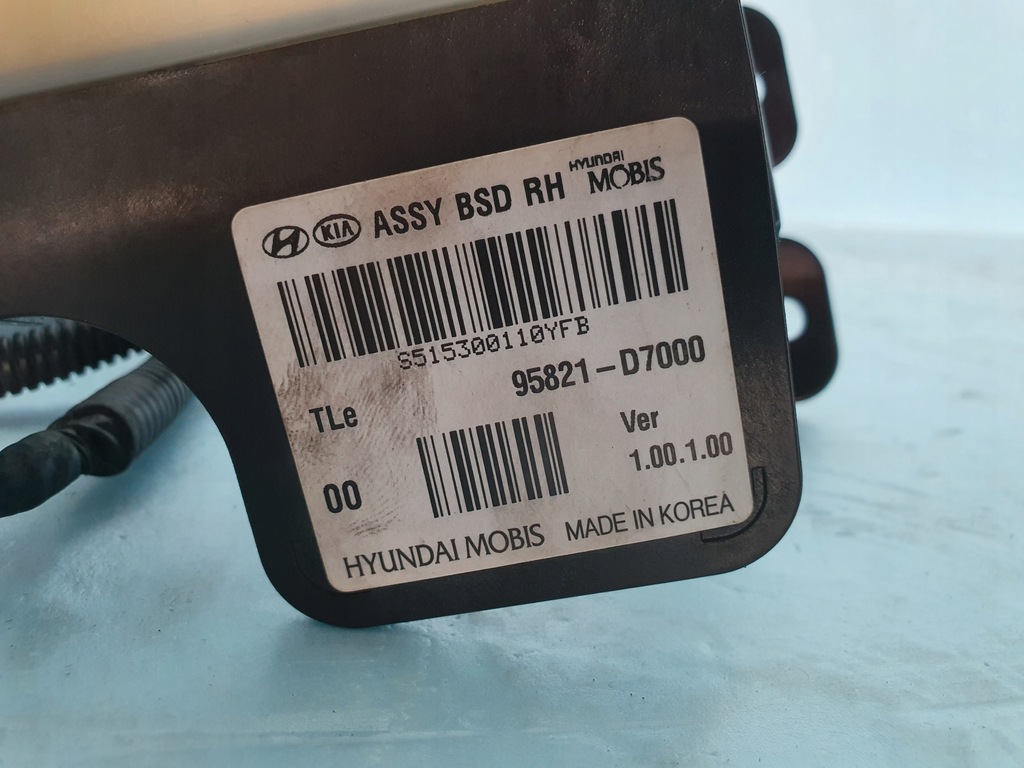 KIA ASSY BSD RH HYUNDAI MOBIS
S515300110YFB
95821-D7000
TLe Ver
00 1.00.1.00
HYUNDAI MOBIS MADE IN KOREA